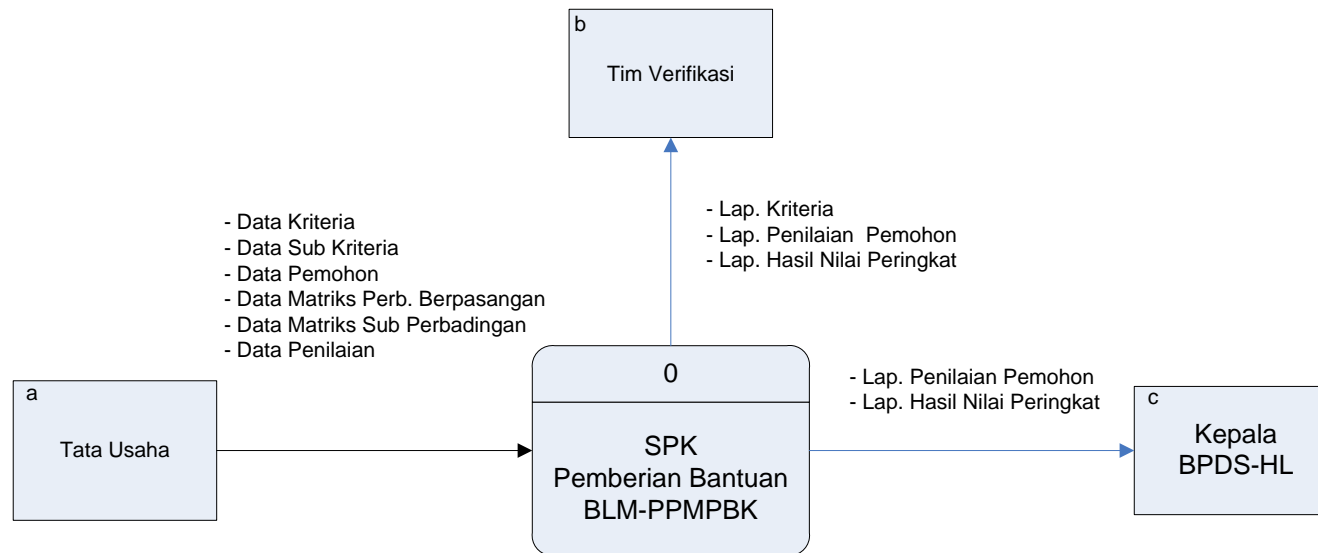 b
Tim Verifikasi
- Data Kriteria
- Data Sub Kriteria
- Data Pemohon
- Data Matriks Perb. Berpasangan
- Data Matriks Sub Perbadingan
- Data Penilaian
- Lap. Kriteria
- Lap. Penilaian Pemohon
- Lap. Hasil Nilai Peringkat
a
Tata Usaha
0
SPK
Pemberian Bantuan
BLM-PPMPBK
- Lap. Penilaian Pemohon
- Lap. Hasil Nilai Peringkat
c
Kepala
BPDS-HL